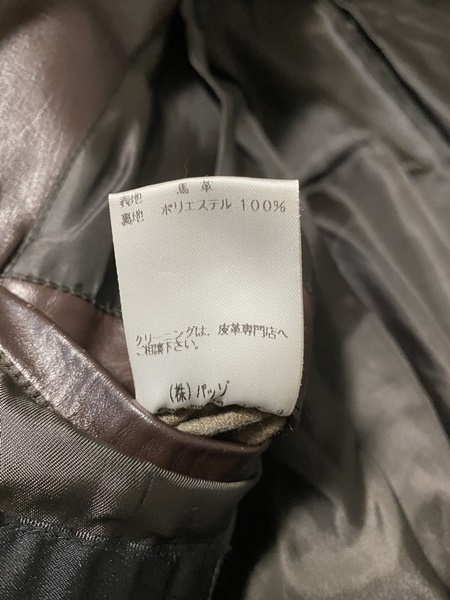 表地 馬革
裏地 ポリエステル 100%
クリーニングは、皮革専門店へ
ご相談下さい。
(株)パッゾ